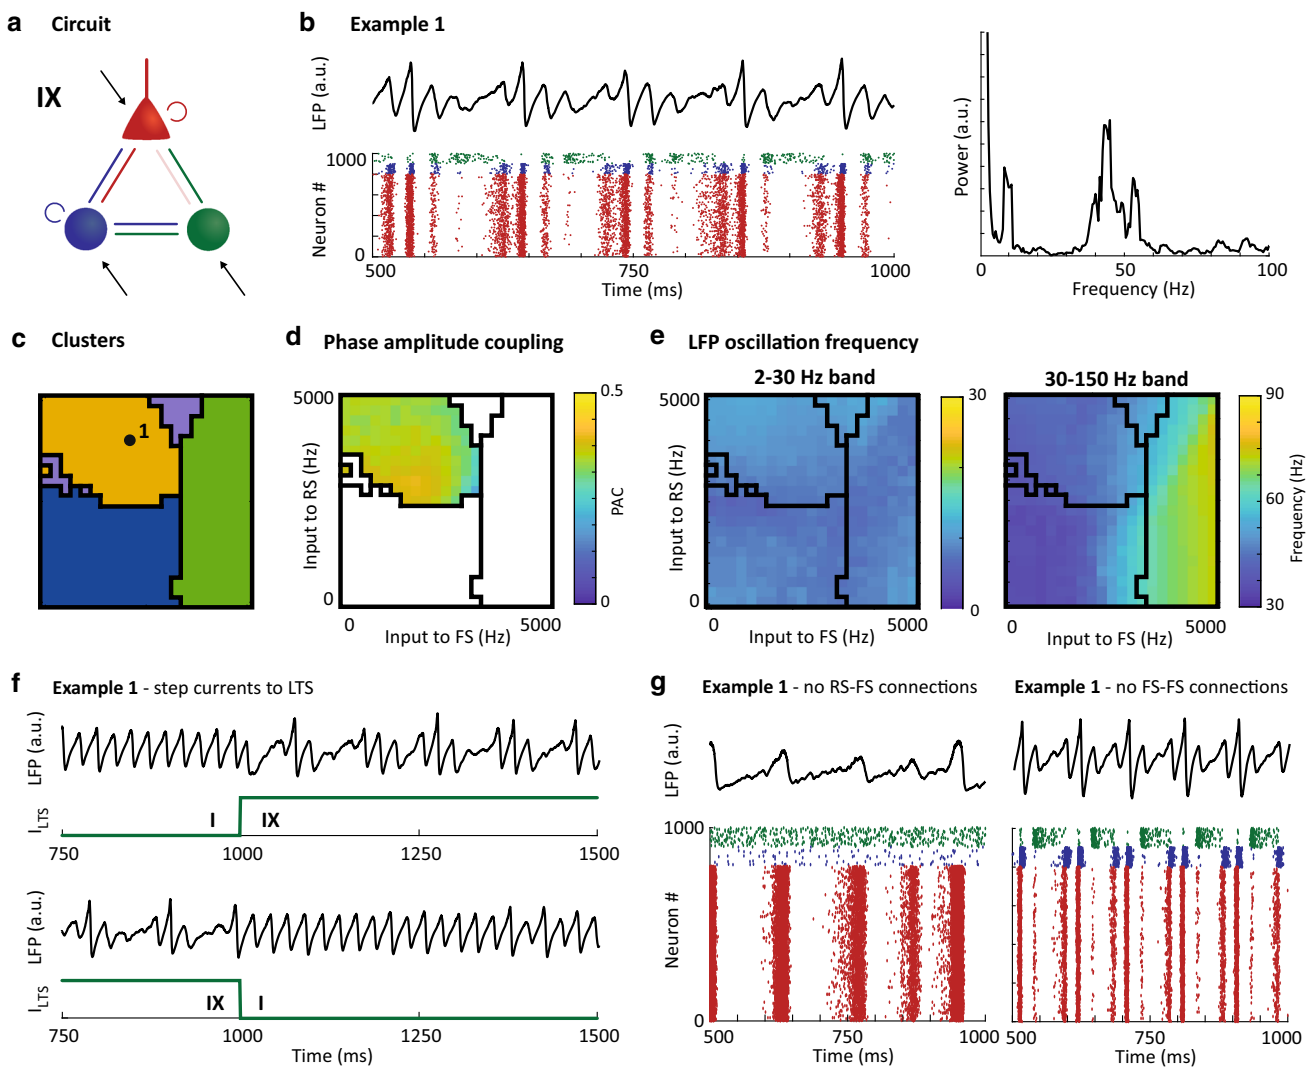 a Circuit
IX
b Example 1
LFP (a.u.)
1000
0
Neuron #
500 750 1000
Time (ms)
Power (a.u.)
0 50 100
Frequency (Hz)
c Clusters
1
d Phase amplitude coupling
5000
0
Input to RS (Hz)
0 5000
Input to FS (Hz)
0.5
0
PAC
e LFP oscillation frequency
2-30 Hz band
5000
0
Input to RS (Hz)
0 5000
Input to FS (Hz)
30
0
30-150 Hz band
0 5000
Input to FS (Hz)
90
60
30
Frequency (Hz)
f Example 1 - step currents to LTS
LFP (a.u.)
I IX
ILTS
750 1000 1250 1500
LFP (a.u.)
IX I
ILTS
750 1000 1250 1500
Time (ms)
g Example 1 - no RS-FS connections
LFP (a.u.)
1000
0
Neuron #
500 750 1000
Time (ms)
Example 1 - no FS-FS connections
500 750 1000
Time (ms)